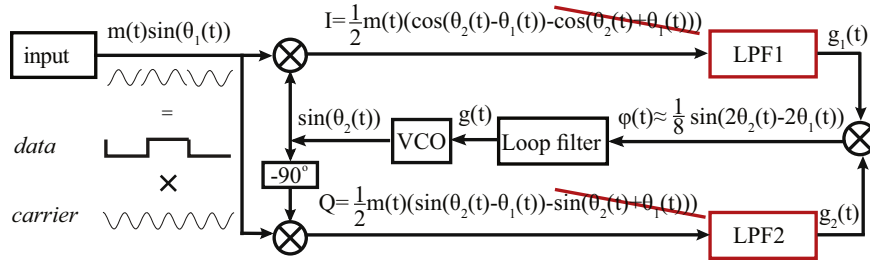 m(t)sin(θ₁(t))
I=½m(t)(cos(θ₂(t)-θ₁(t))-cos(θ₂(t)+θ₁(t)))
input
LPF1
g₁(t)
=
sin(θ₂(t))
VCO
g(t)
Loop filter
φ(t)≈ ⅛ sin(2θ₂(t)-2θ₁(t))
data
-90°
carrier
Q=½m(t)(sin(θ₂(t)-θ₁(t))-sin(θ₂(t)+θ₁(t)))
LPF2
g₂(t)